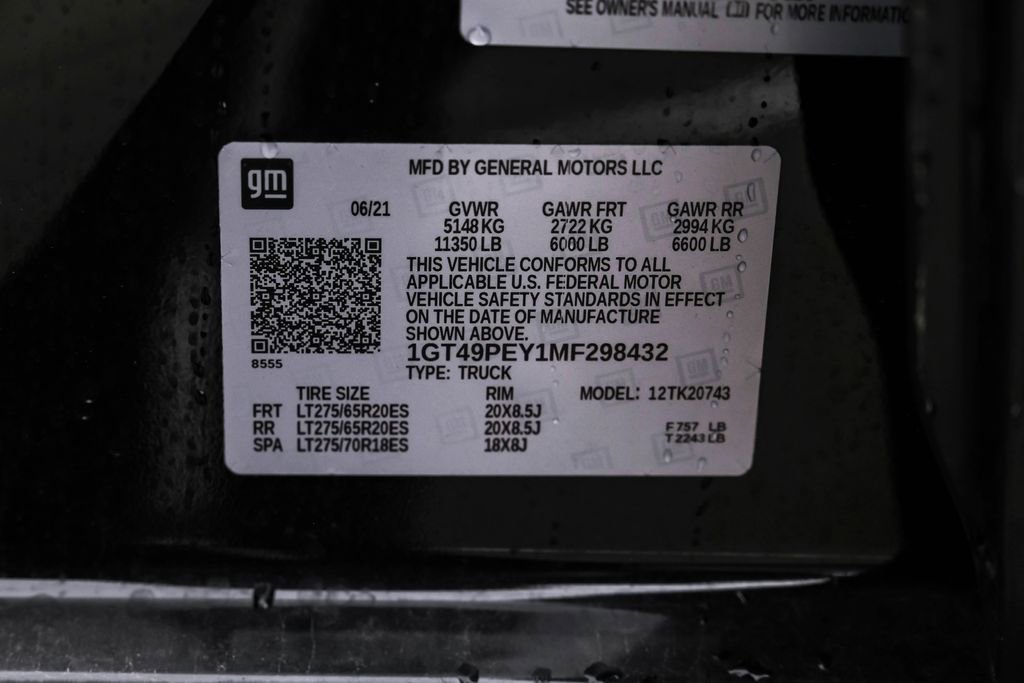 SEE OWNER'S MANUAL FOR MORE
gm
MFD BY GENERAL MOTORS LLC
06/21 GVWR GAWR FRT GAWR RR
5148 KG 2722 KG 2994 KG
11350 LB 6000 LB 6600 LB
THIS VEHICLE CONFORMS TO ALL
APPLICABLE U.S. FEDERAL MOTOR
VEHICLE SAFETY STANDARDS IN EFFECT
ON THE DATE OF MANUFACTURE
SHOWN ABOVE.
1GT49PEY1MF298432
8555
TYPE: TRUCK
TIRE SIZE RIM MODEL: 12TK20743
FRT LT275/65R20ES 20X8.5J
RR LT275/65R20ES 20X8.5J F 757 LB
SPA LT275/70R18ES 18X8J T 2243 LB